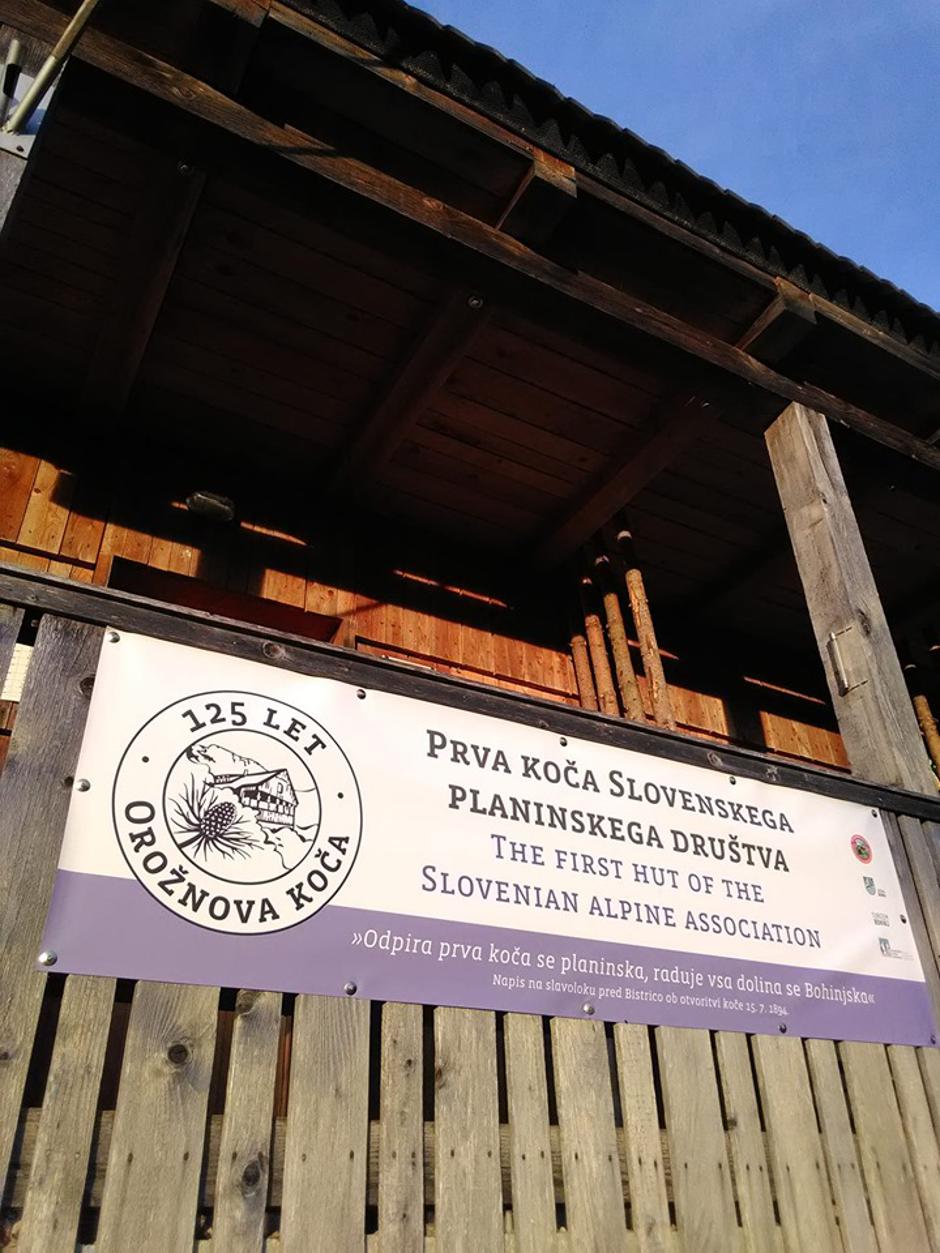 125 LET
OROŽNOVA KOČA
PRVA KOČA SLOVENSKEGA
PLANINSKEGA DRUŠTVA
THE FIRST HUT OF THE
SLOVENIAN ALPINE ASSOCIATION
»Odpira prva koča se planinska, raduje vsa dolina se Bohinjska«
Napis na slavoloku pred Bistrico ob otvoritvi koče 15. 7. 1894.